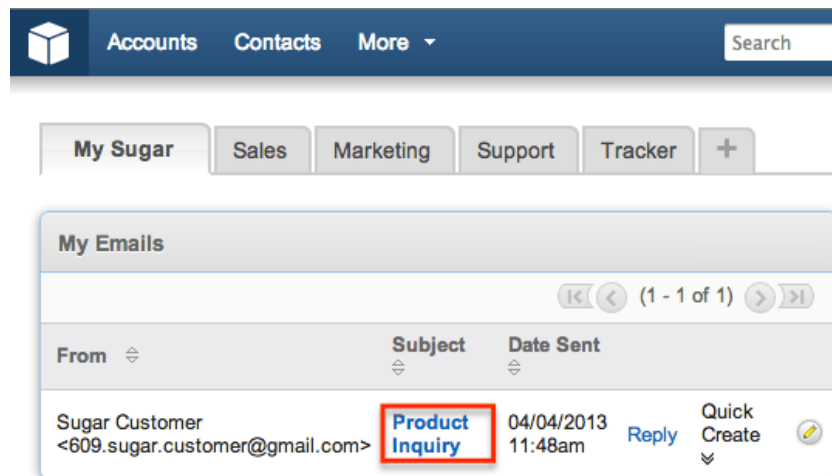 Accounts Contacts More Search
My Sugar Sales Marketing Support Tracker +
My Emails
(1 - 1 of 1)
From Subject Date Sent
Sugar Customer
<609.sugar.customer@gmail.com>
Product
Inquiry
04/04/2013
11:48am
Reply
Quick
Create